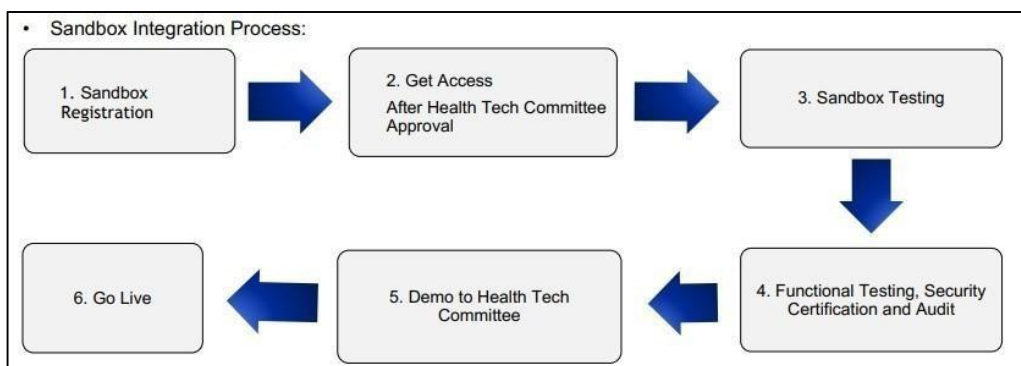 • Sandbox Integration Process:
1. Sandbox
Registration
2. Get Access
After Health Tech Committee
Approval
3. Sandbox Testing
4. Functional Testing, Security
Certification and Audit
5. Demo to Health Tech
Committee
6. Go Live